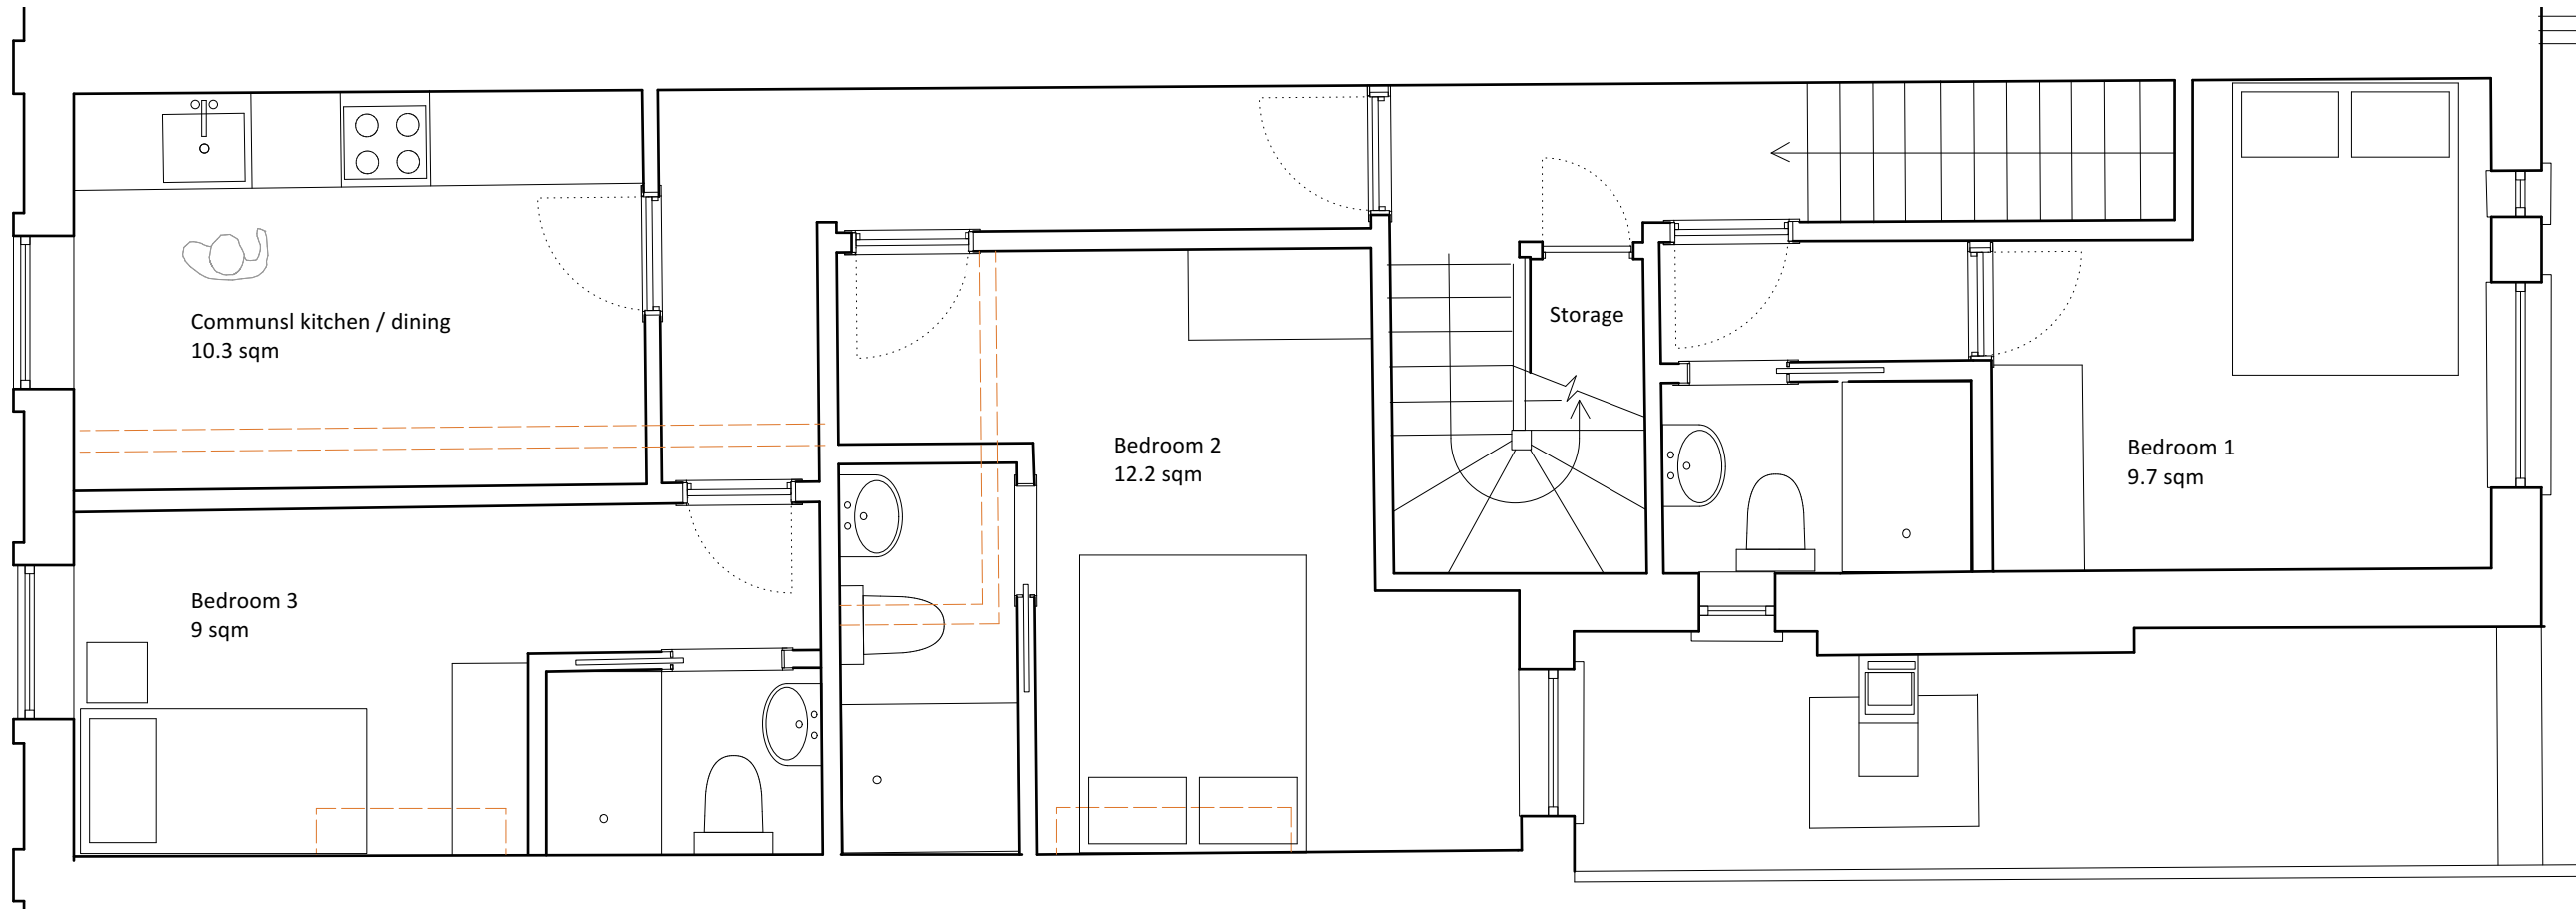 Communsl kitchen / dining
10.3 sqm
Storage
Bedroom 2
12.2 sqm
Bedroom 1
9.7 sqm
Bedroom 3
9 sqm